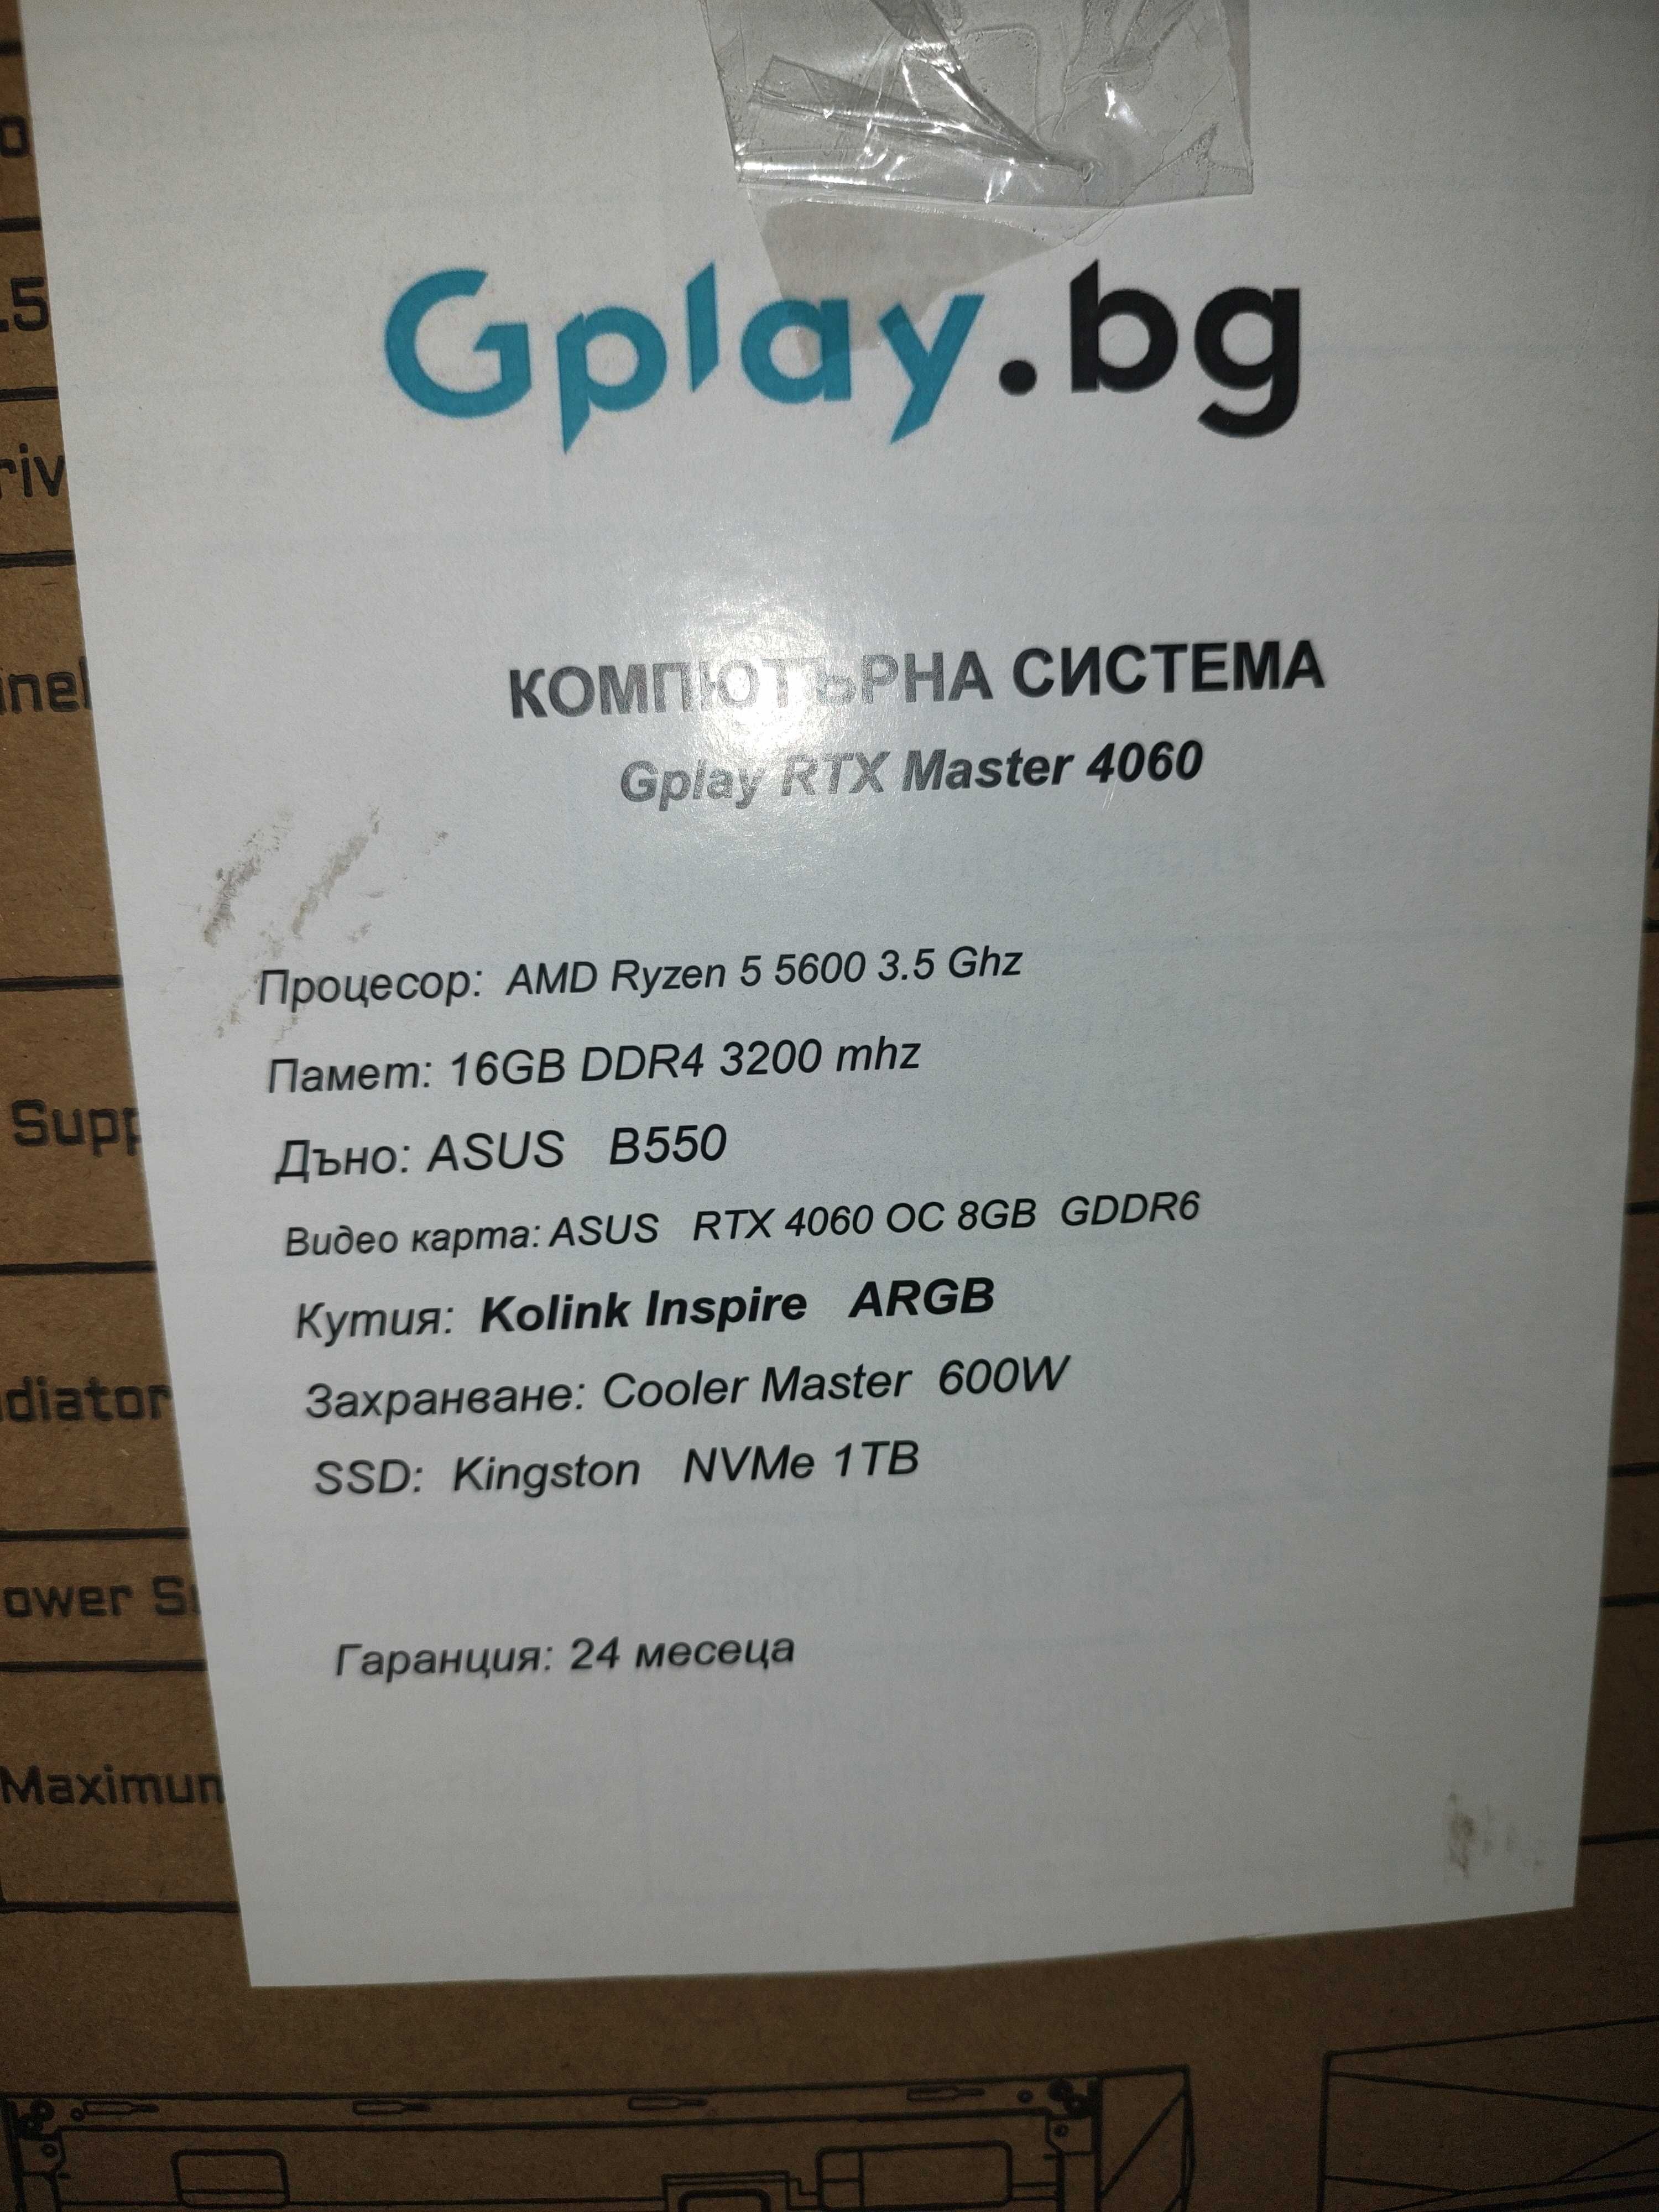 Gplay.bg
КОМПЮТЪРНА СИСТЕМА
Gplay RTX Master 4060
Процесор: AMD Ryzen 5 5600 3.5 Ghz
Памет: 16GB DDR4 3200 mhz
Дъно: ASUS B550
Видео карта: ASUS RTX 4060 OC 8GB GDDR6
Кутия: Kolink Inspire ARGB
Захранване: Cooler Master 600W
SSD: Kingston NVMe 1TB
Гаранция: 24 месеца